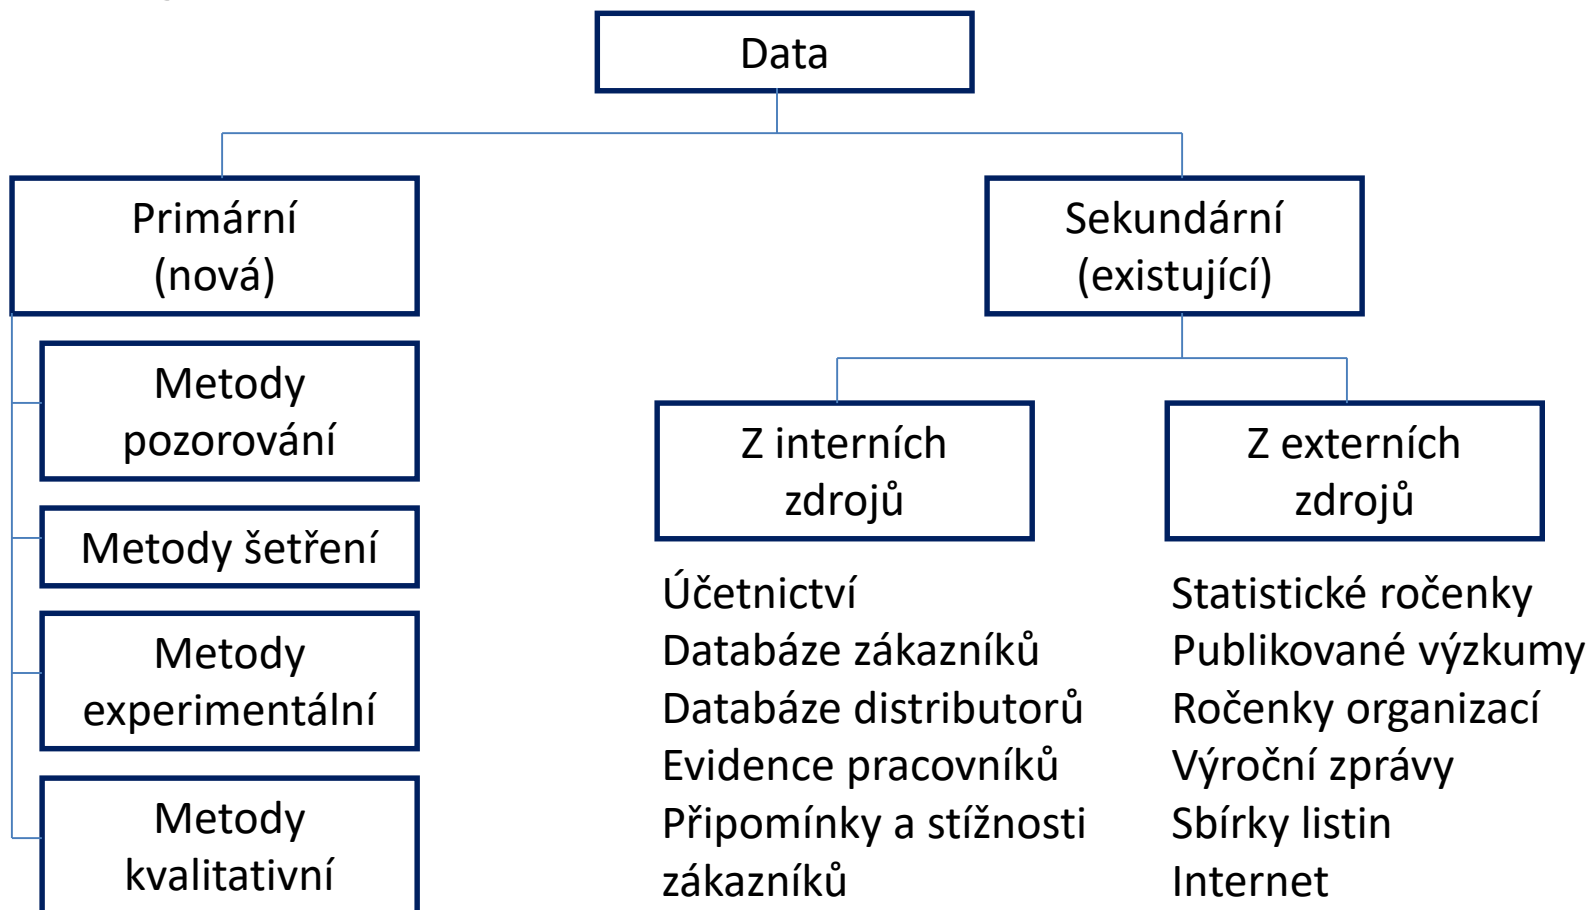 Data
Primární
(nová)
Sekundární
(existující)
Metody
pozorování
Metody šetření
Metody
experimentální
Metody
kvalitativní
Z interních
zdrojů
Účetnictví
Databáze zákazníků
Databáze distributorů
Evidence pracovníků
Připomínky a stížnosti
zákazníků
Z externích
zdrojů
Statistické ročenky
Publikované výzkumy
Ročenky organizací
Výroční zprávy
Sbírky listin
Internet